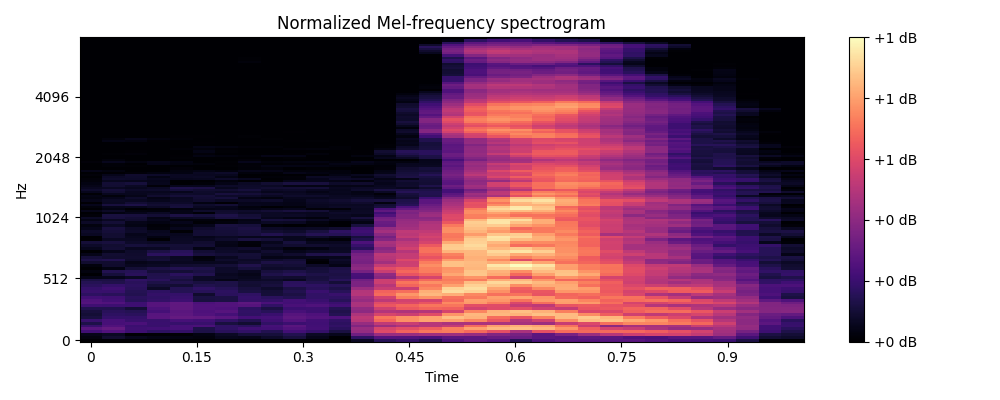 Normalized Mel-frequency spectrogram
Hz
4096
2048
1024
512
0
0 0.15 0.3 0.45 0.6 0.75 0.9
Time
+1 dB
+1 dB
+1 dB
+0 dB
+0 dB
+0 dB